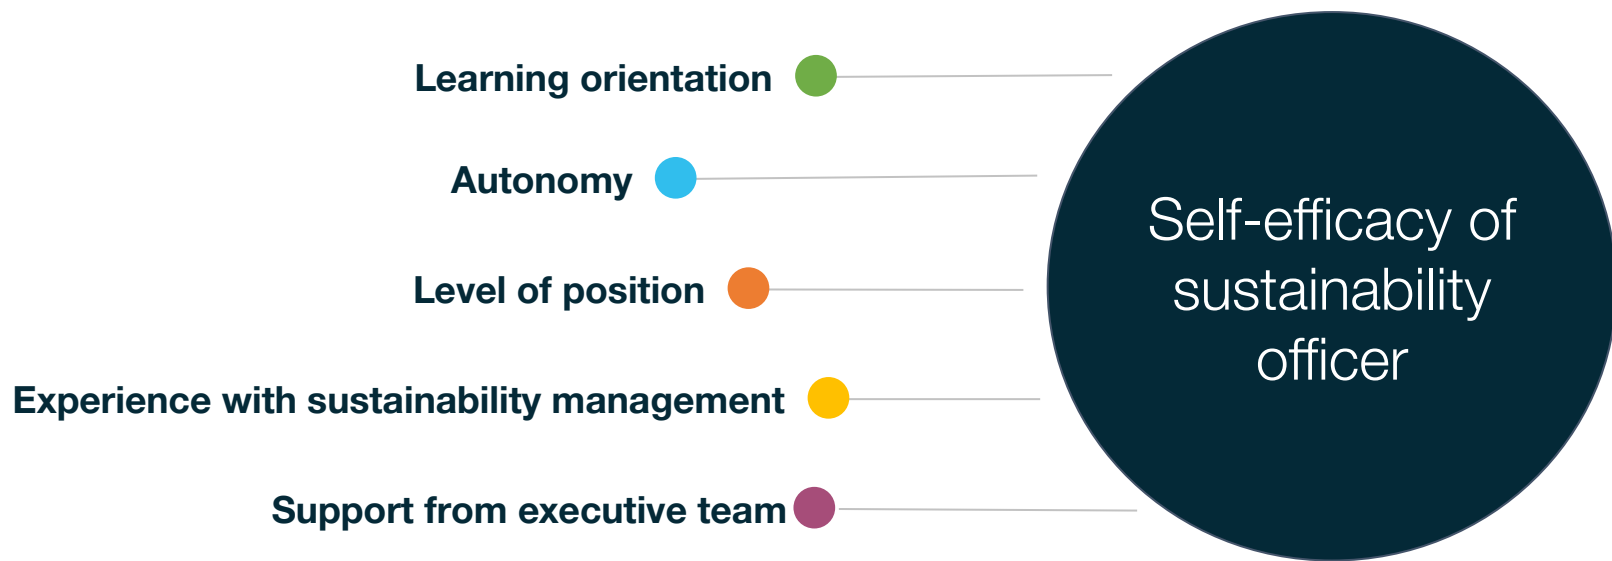 Learning orientation
Autonomy
Level of position
Experience with sustainability management
Support from executive team
Self-efficacy of
sustainability
officer